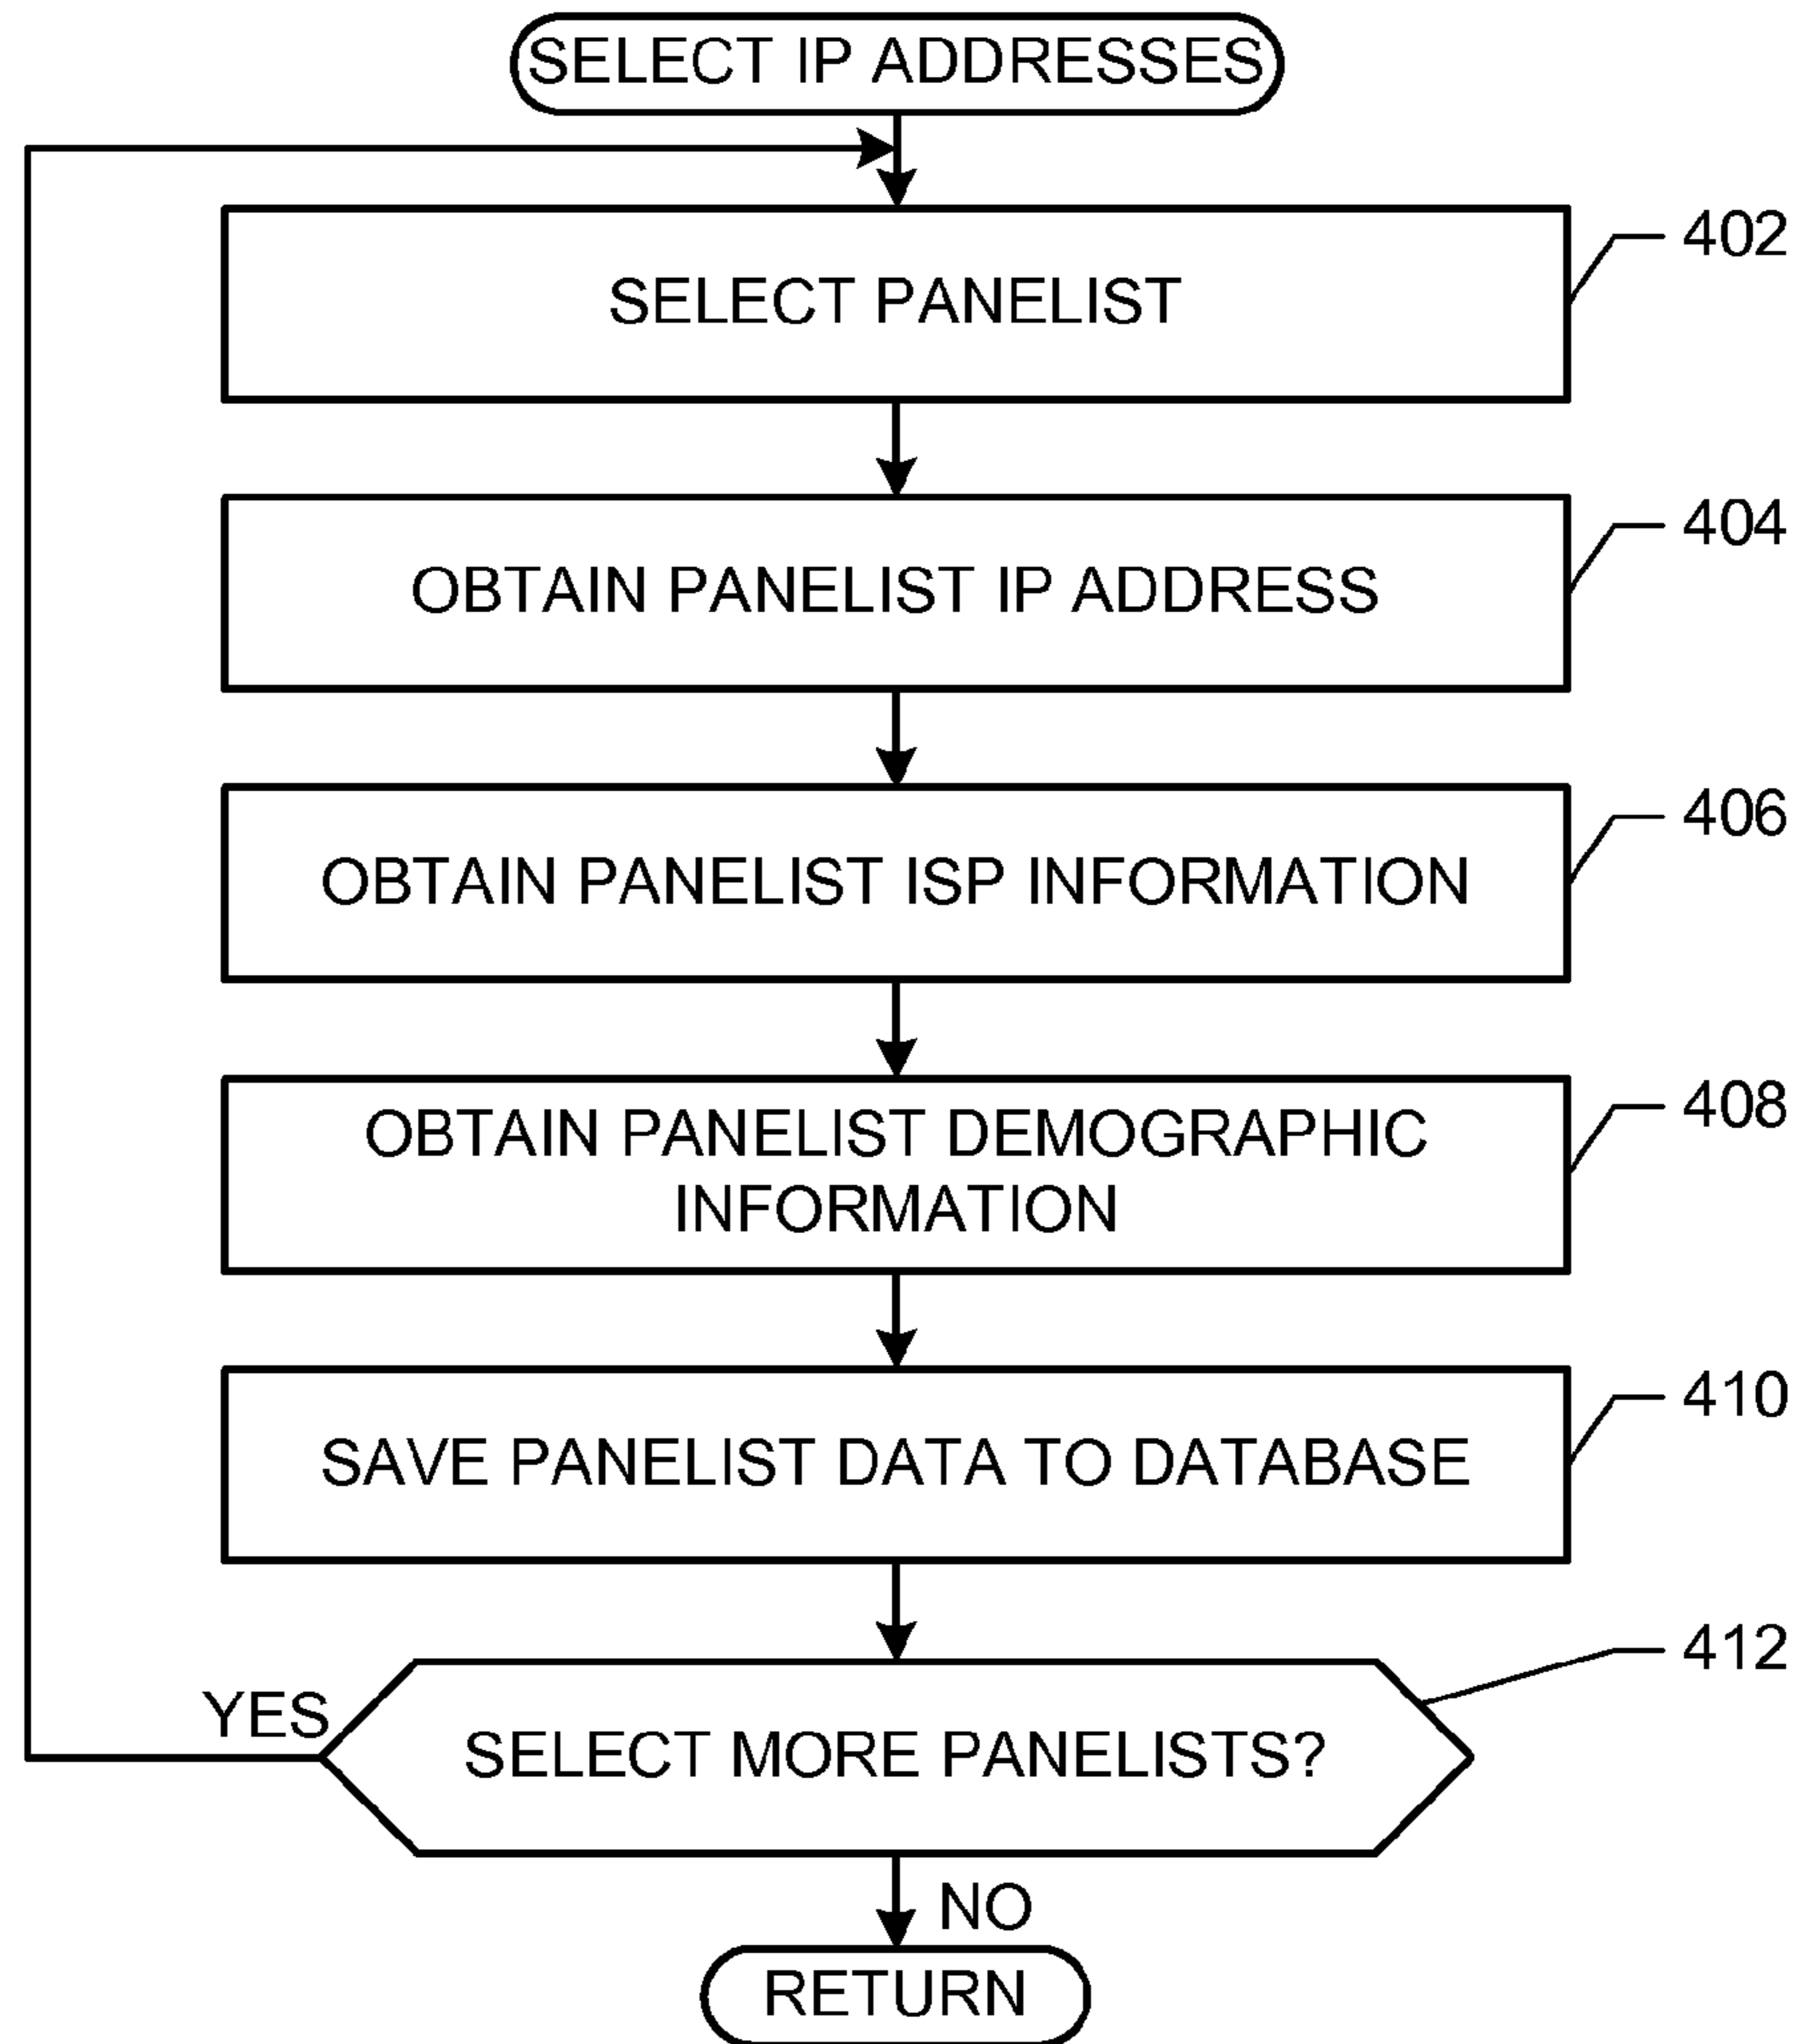 SELECT IP ADDRESSES
SELECT PANELIST
402
OBTAIN PANELIST IP ADDRESS
404
OBTAIN PANELIST ISP INFORMATION
406
OBTAIN PANELIST DEMOGRAPHIC
INFORMATION
408
SAVE PANELIST DATA TO DATABASE
410
SELECT MORE PANELISTS?
412
YES
NO
RETURN